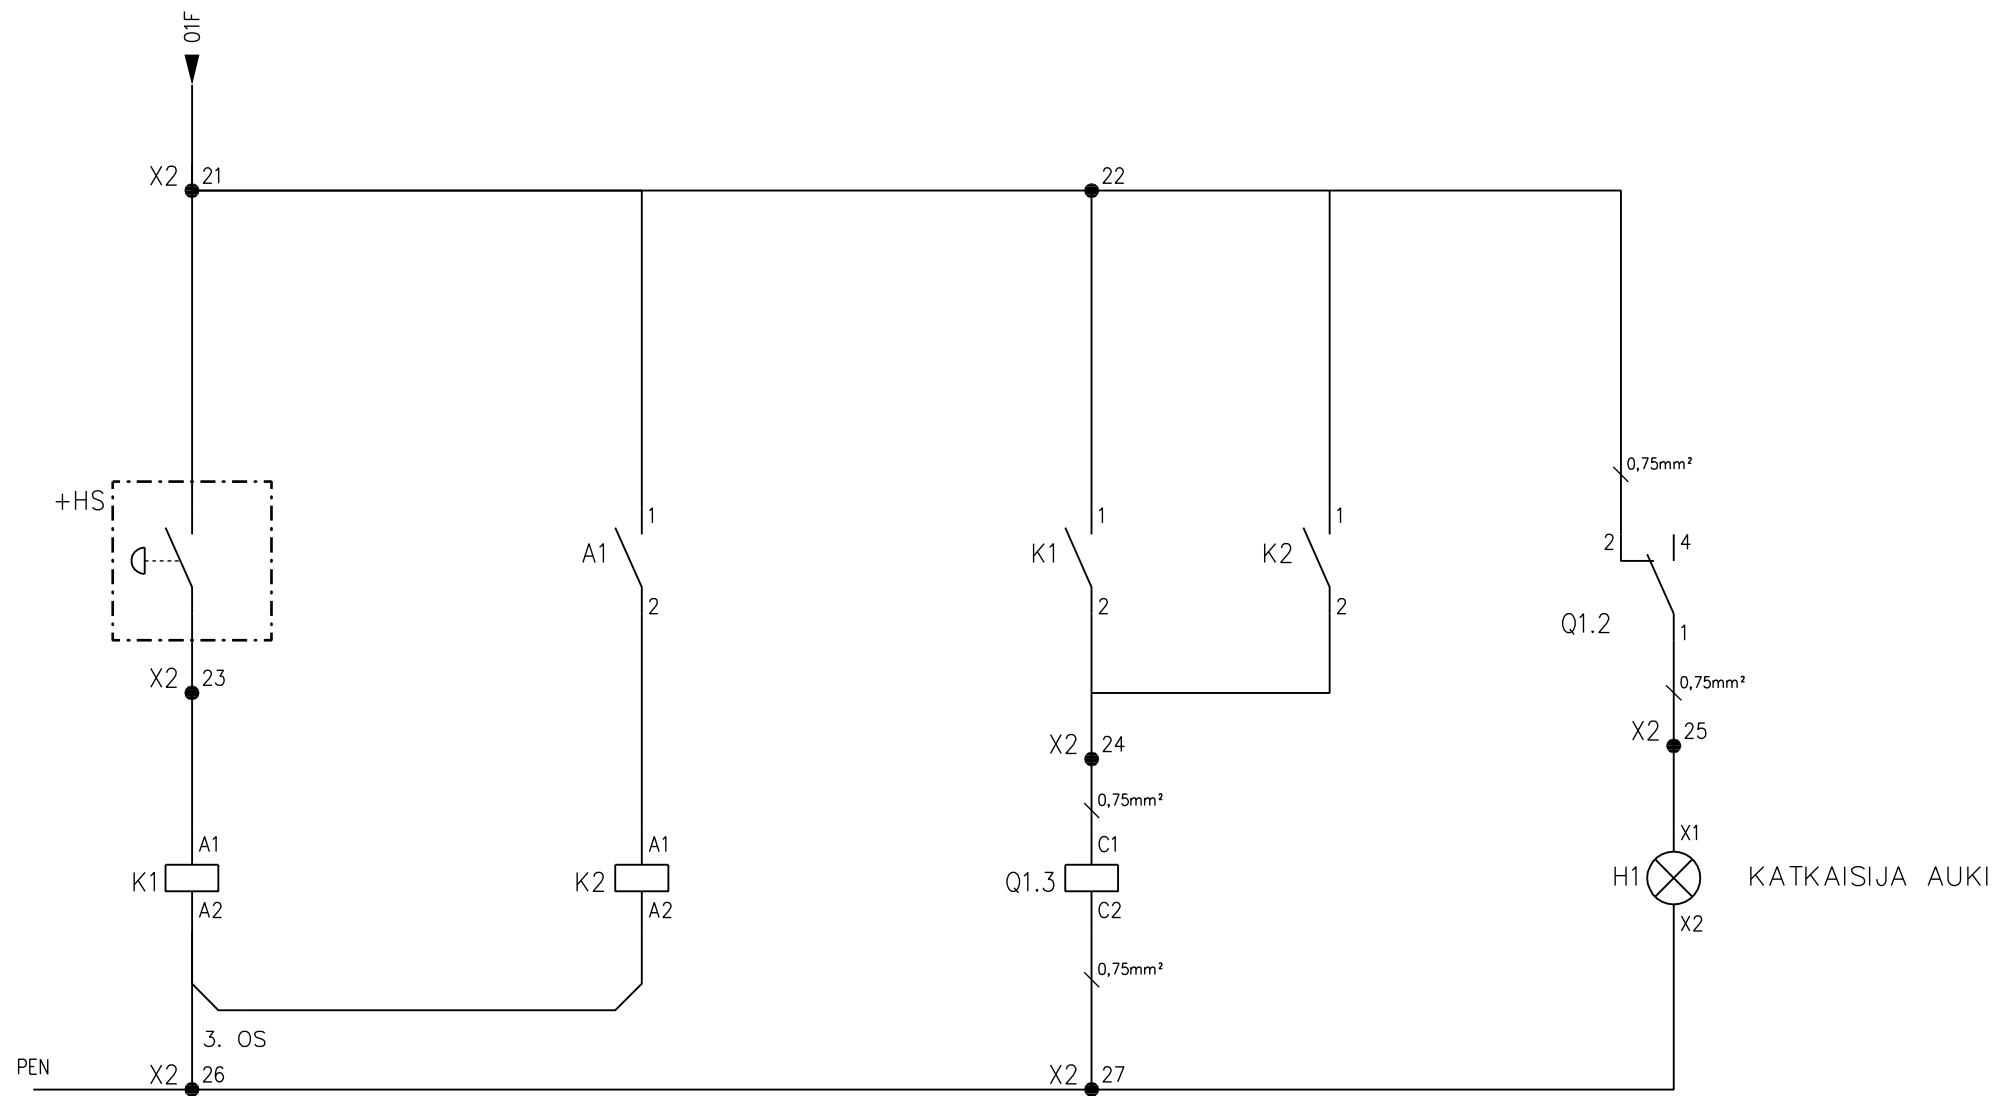 01F
X2 21
22
0,75mm²
+HS
1
1
1
2 4
A1
K1
K2
2
2
2
Q1.2
1
X2 23
0,75mm²
X2 25
X2 24
0,75mm²
A1
A1
C1
X1
K1
K2
Q1.3
H1 KATKAISIJA AUKI
A2
A2
C2
X2
0,75mm²
3. OS
PEN
X2 26
X2 27